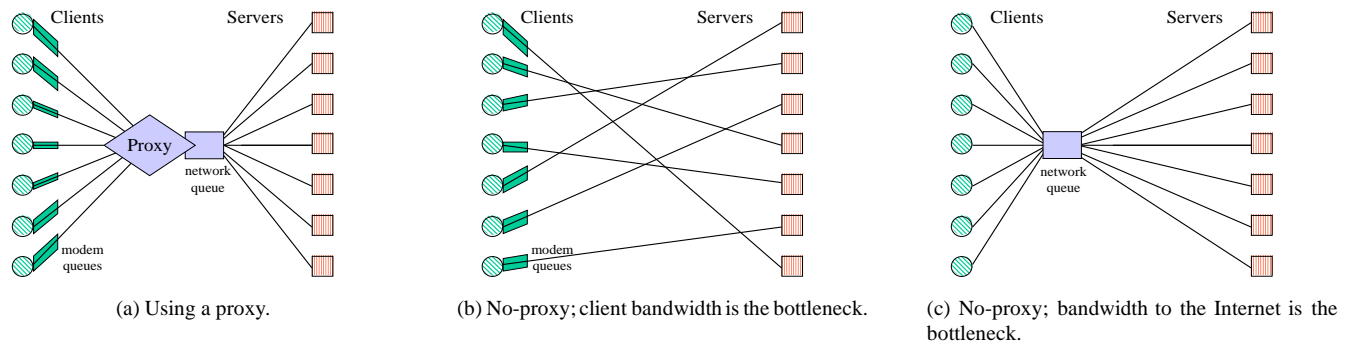 Clients
Servers
Proxy
network
queue
modem
queues
(a) Using a proxy.
Clients
Servers
modem
queues
(b) No-proxy; client bandwidth is the bottleneck.
Clients
Servers
network
queue
(c) No-proxy; bandwidth to the Internet is the
bottleneck.